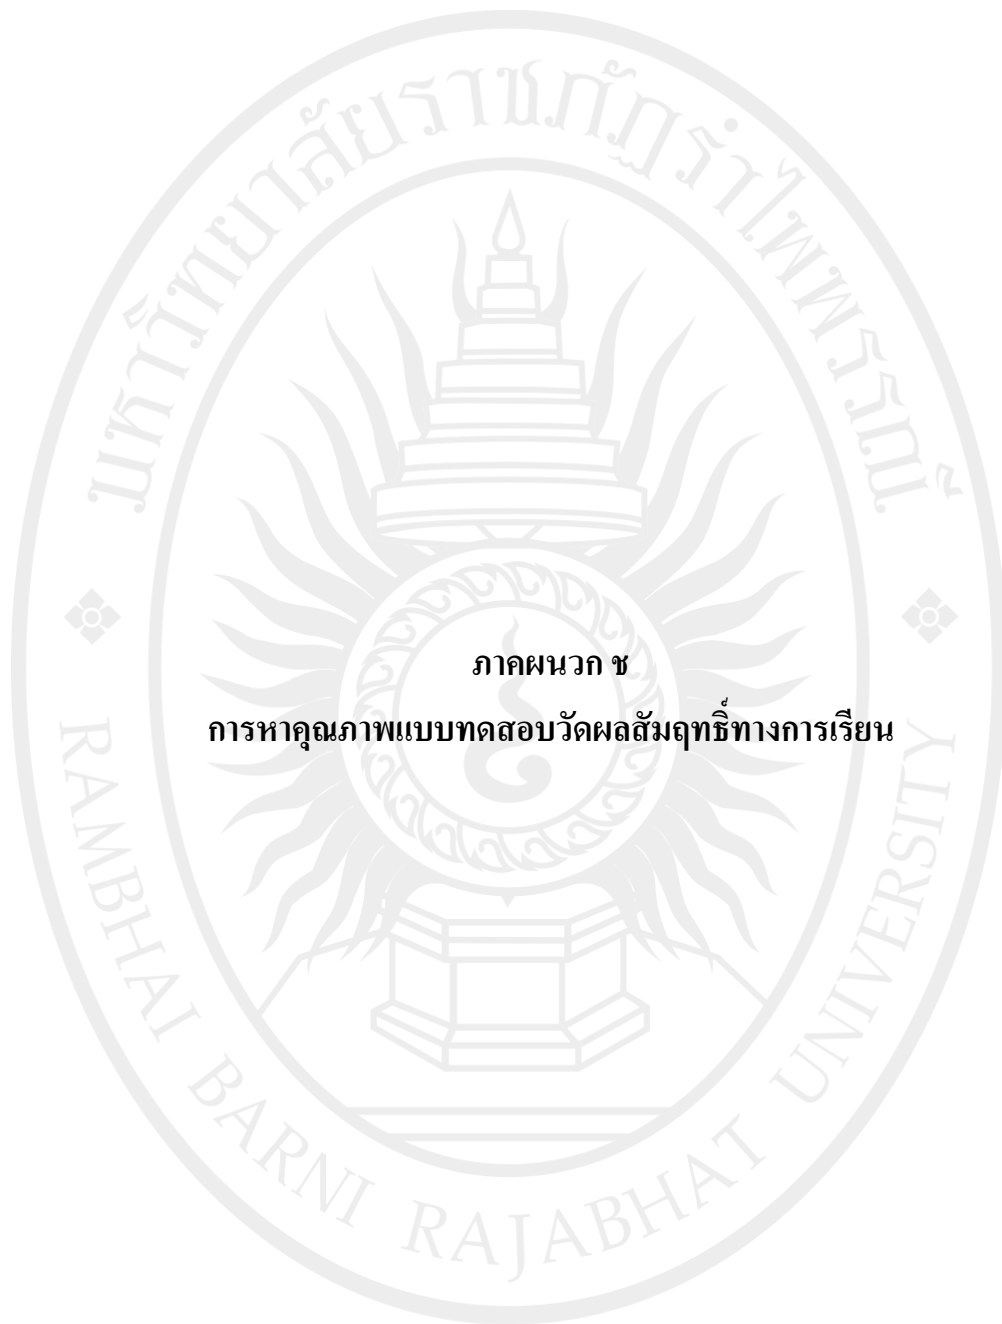 มหาวิทยาลัยราชภัฏรำไพพรรณี
ภาคผนวก ช
การหาคุณภาพแบบทดสอบวัดผลสัมฤทธิ์ทางการเรียน
RAMBHAI BARNI RAJABHAT UNIVERSITY